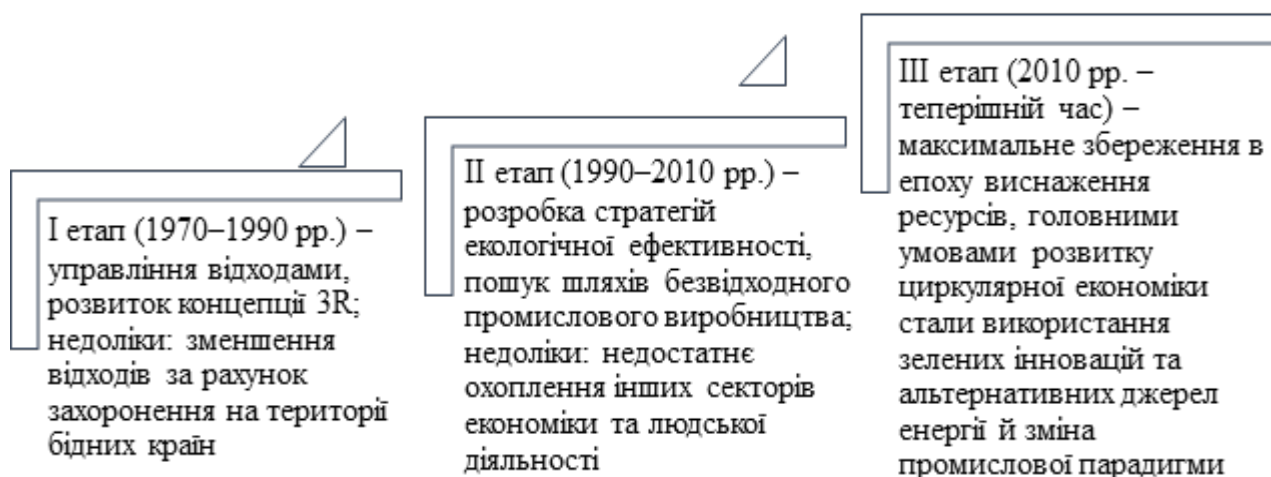 І етап (1970–1990 рр.) –
управління відходами,
розвиток концепції 3R;
недоліки: зменшення
відходів за рахунок
захоронення на території
бідних країн
ІІ етап (1990–2010 рр.) –
розробка стратегій
екологічної ефективності,
пошук шляхів безвідходного
промислового виробництва;
недоліки: недостатнє
охоплення інших секторів
економіки та людської
діяльності
ІІІ етап (2010 рр. –
теперішній час) –
максимальне збереження в
епоху виснаження
ресурсів, головними
умовами розвитку
циркулярної економіки
стали використання
зелених інновацій та
альтернативних джерел
енергії й зміна
промислової парадигми